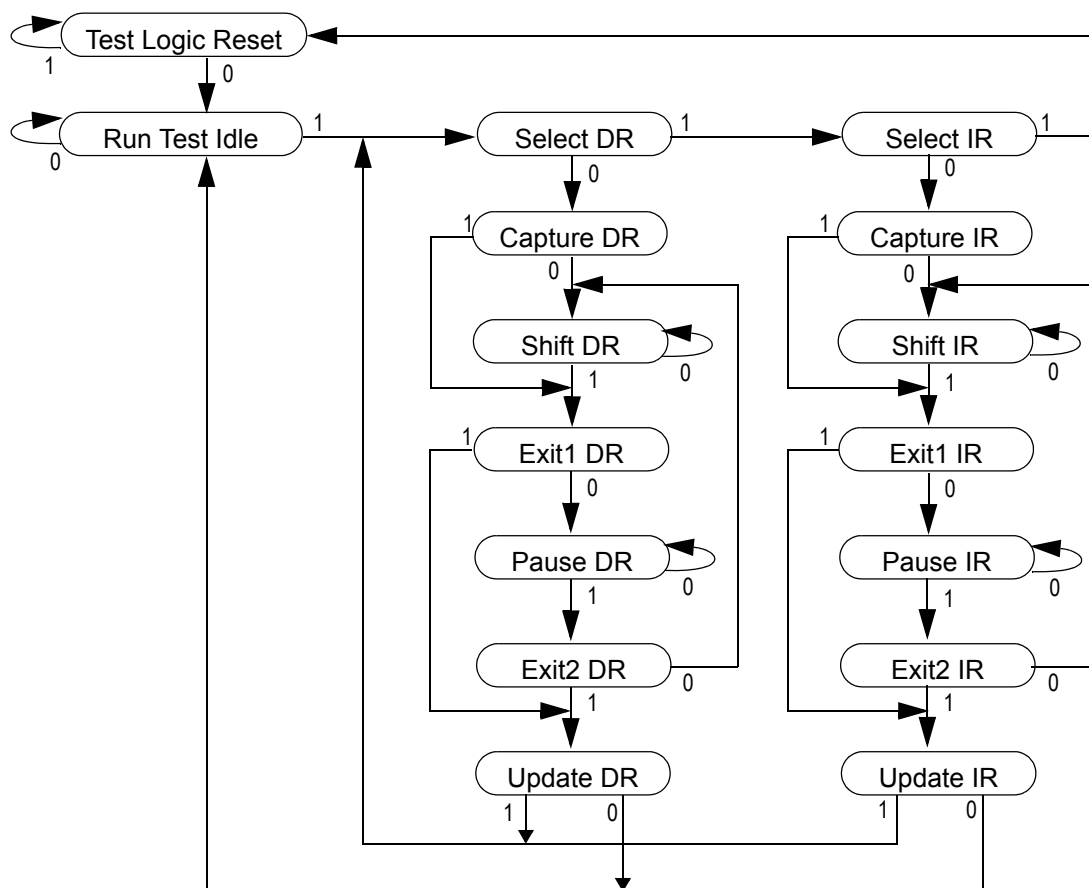 Test Logic Reset
1
0
Run Test Idle
1
Select DR
1
Select IR
1
0
0
0
1
Capture DR
1
Capture IR
0
0
Shift DR
Shift IR
1
0
1
0
1
Exit1 DR
1
Exit1 IR
0
0
Pause DR
Pause IR
1
0
1
0
Exit2 DR
Exit2 IR
1
0
1
0
Update DR
Update IR
1
0
1
0